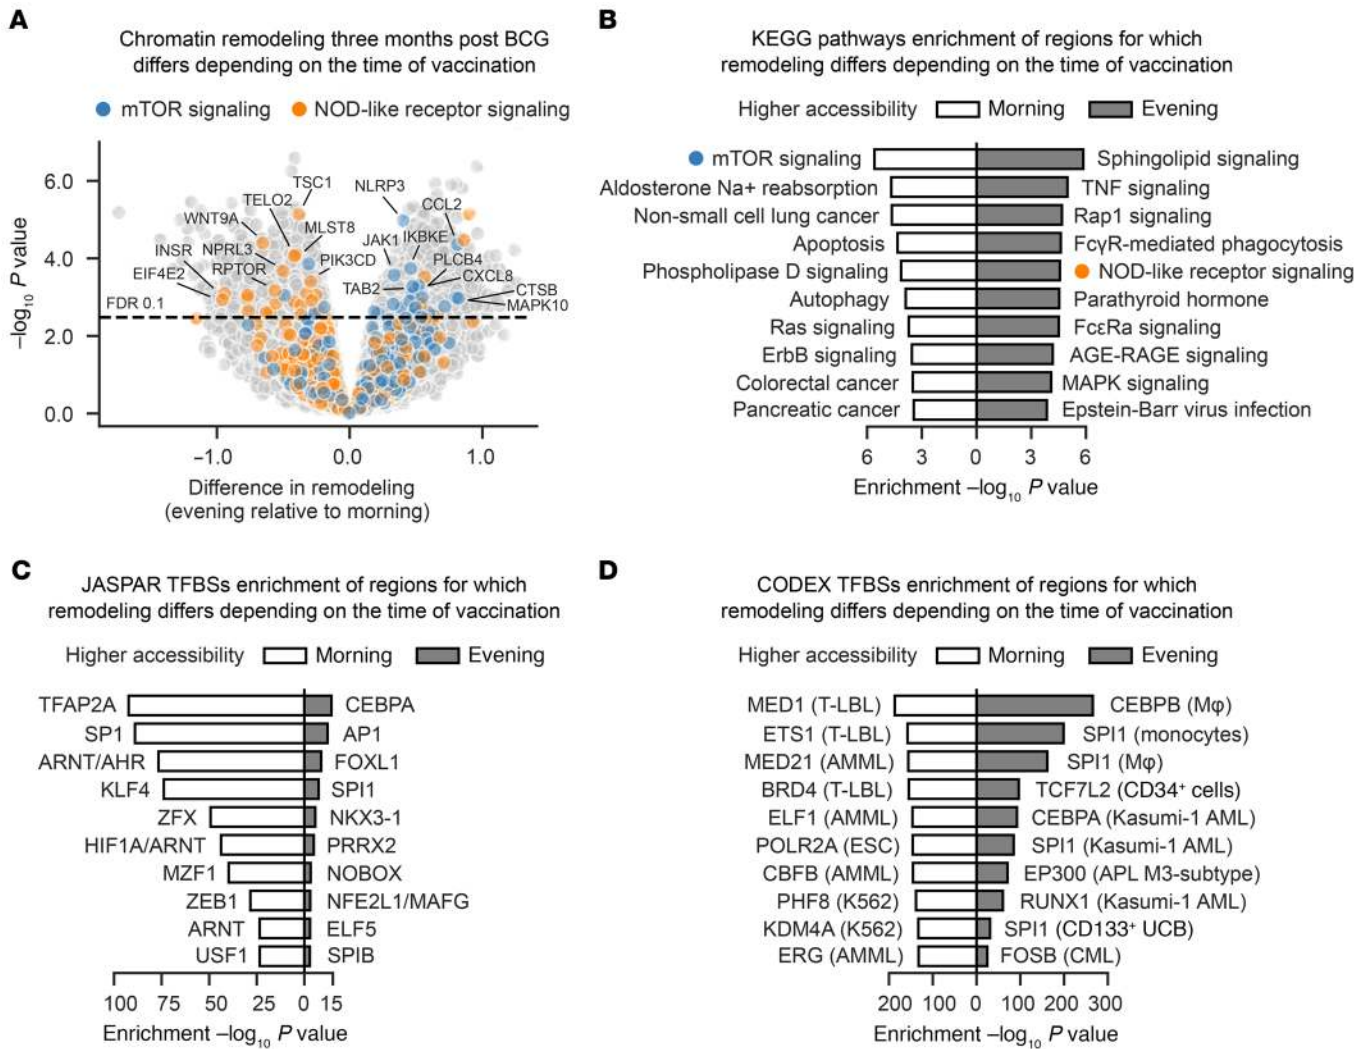 A
Chromatin remodeling three months post BCG
differs depending on the time of vaccination
mTOR signaling
NOD-like receptor signaling
–log10 P value
6.0
4.0
2.0
0.0
FDR 0.1
TSC1
TELO2
WNT9A
MLST8
INSR
NPRL3
EIF4E2
RPTOR
PIK3CD
NLRP3
CCL2
JAK1
IKBKE
PLCB4
CXCL8
TAB2
CTSB
MAPK10
–1.0
0.0
1.0
Difference in remodeling
(evening relative to morning)
B
KEGG pathways enrichment of regions for which
remodeling differs depending on the time of vaccination
Higher accessibility
Morning
Evening
mTOR signaling
Sphingolipid signaling
Aldosterone Na+ reabsorption
TNF signaling
Non-small cell lung cancer
Rap1 signaling
Apoptosis
FcγR-mediated phagocytosis
Phospholipase D signaling
NOD-like receptor signaling
Autophagy
Parathyroid hormone
Ras signaling
FcεRa signaling
ErbB signaling
AGE-RAGE signaling
Colorectal cancer
MAPK signaling
Pancreatic cancer
Epstein-Barr virus infection
6 3 0 3 6
Enrichment –log10 P value
C
JASPAR TFBSs enrichment of regions for which
remodeling differs depending on the time of vaccination
Higher accessibility
Morning
Evening
TFAP2A
CEBPA
SP1
AP1
ARNT/AHR
FOXL1
KLF4
SPI1
ZFX
NKX3-1
HIF1A/ARNT
PRRX2
MZF1
NOBOX
ZEB1
NFE2L1/MAFG
ARNT
ELF5
USF1
SPIB
100 75 50 25 0 15
Enrichment –log10 P value
D
CODEX TFBSs enrichment of regions for which
remodeling differs depending on the time of vaccination
Higher accessibility
Morning
Evening
MED1 (T-LBL)
CEBPB (Mφ)
ETS1 (T-LBL)
SPI1 (monocytes)
MED21 (AMML)
SPI1 (Mφ)
BRD4 (T-LBL)
TCF7L2 (CD34+ cells)
ELF1 (AMML)
CEBPA (Kasumi-1 AML)
POLR2A (ESC)
SPI1 (Kasumi-1 AML)
CBFB (AMML)
EP300 (APL M3-subtype)
PHF8 (K562)
RUNX1 (Kasumi-1 AML)
KDM4A (K562)
SPI1 (CD133+ UCB)
ERG (AMML)
FOSB (CML)
200 100 0 100 200 300
Enrichment –log10 P value